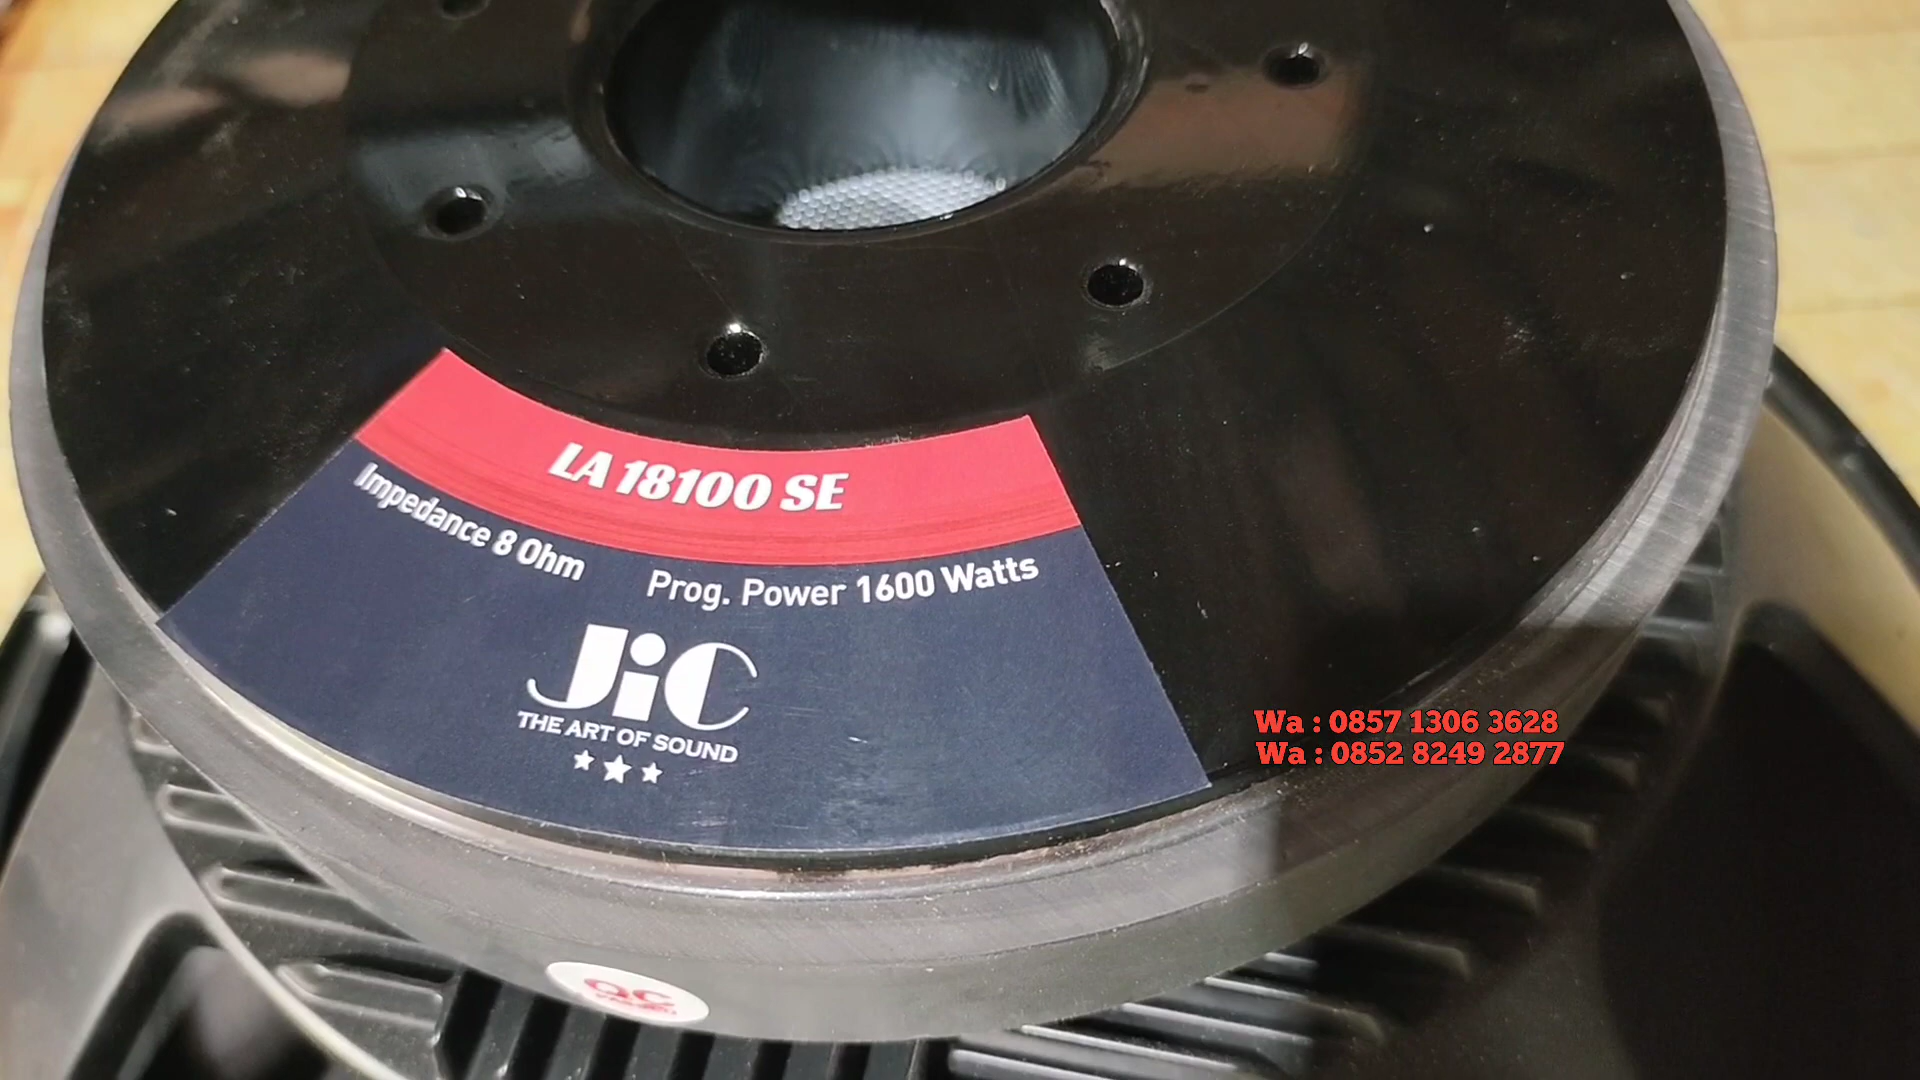 LA 18100 SE
Impedance 8 Ohm
Prog. Power 1600 Watts
JiC
THE ART OF SOUND
Wa : 0857 1306 3628
Wa : 0852 8249 2877
QC